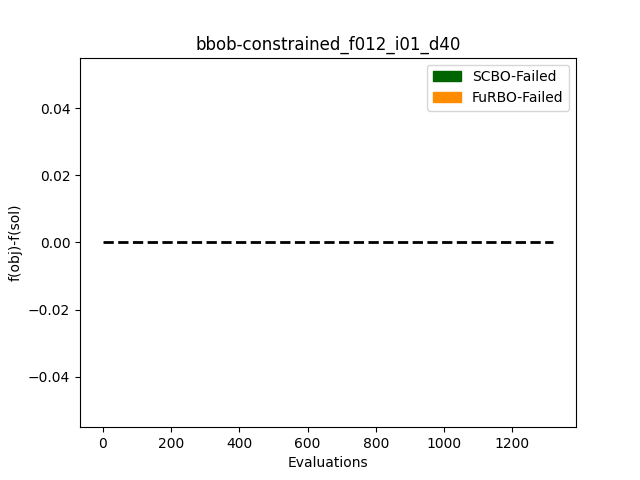 bbob-constrained_f012_i01_d40
SCBO-Failed
FuRBO-Failed
0.04
0.02
0.00
−0.02
−0.04
f(obj)-f(sol)
0
200
400
600
800
1000
1200
Evaluations